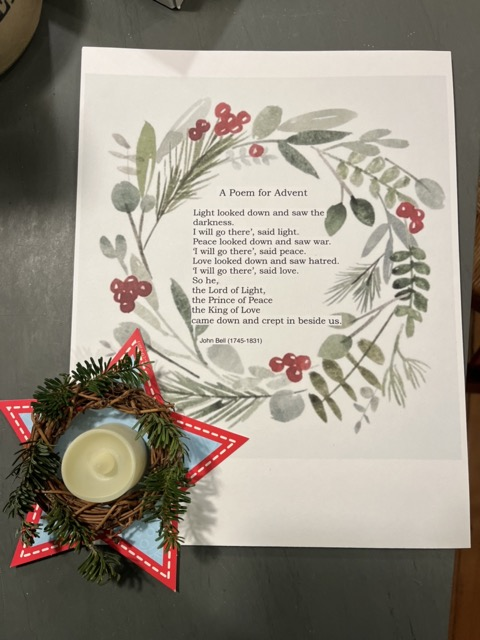 A Poem for Advent
Light looked down and saw the
darkness.
I will go there’, said light.
Peace looked down and saw war.
‘I will go there’, said peace.
Love looked down and saw hatred.
‘I will go there’, said love.
So he,
the Lord of Light,
the Prince of Peace
the King of Love
came down and crept in beside us.
John Bell (1745-1831)